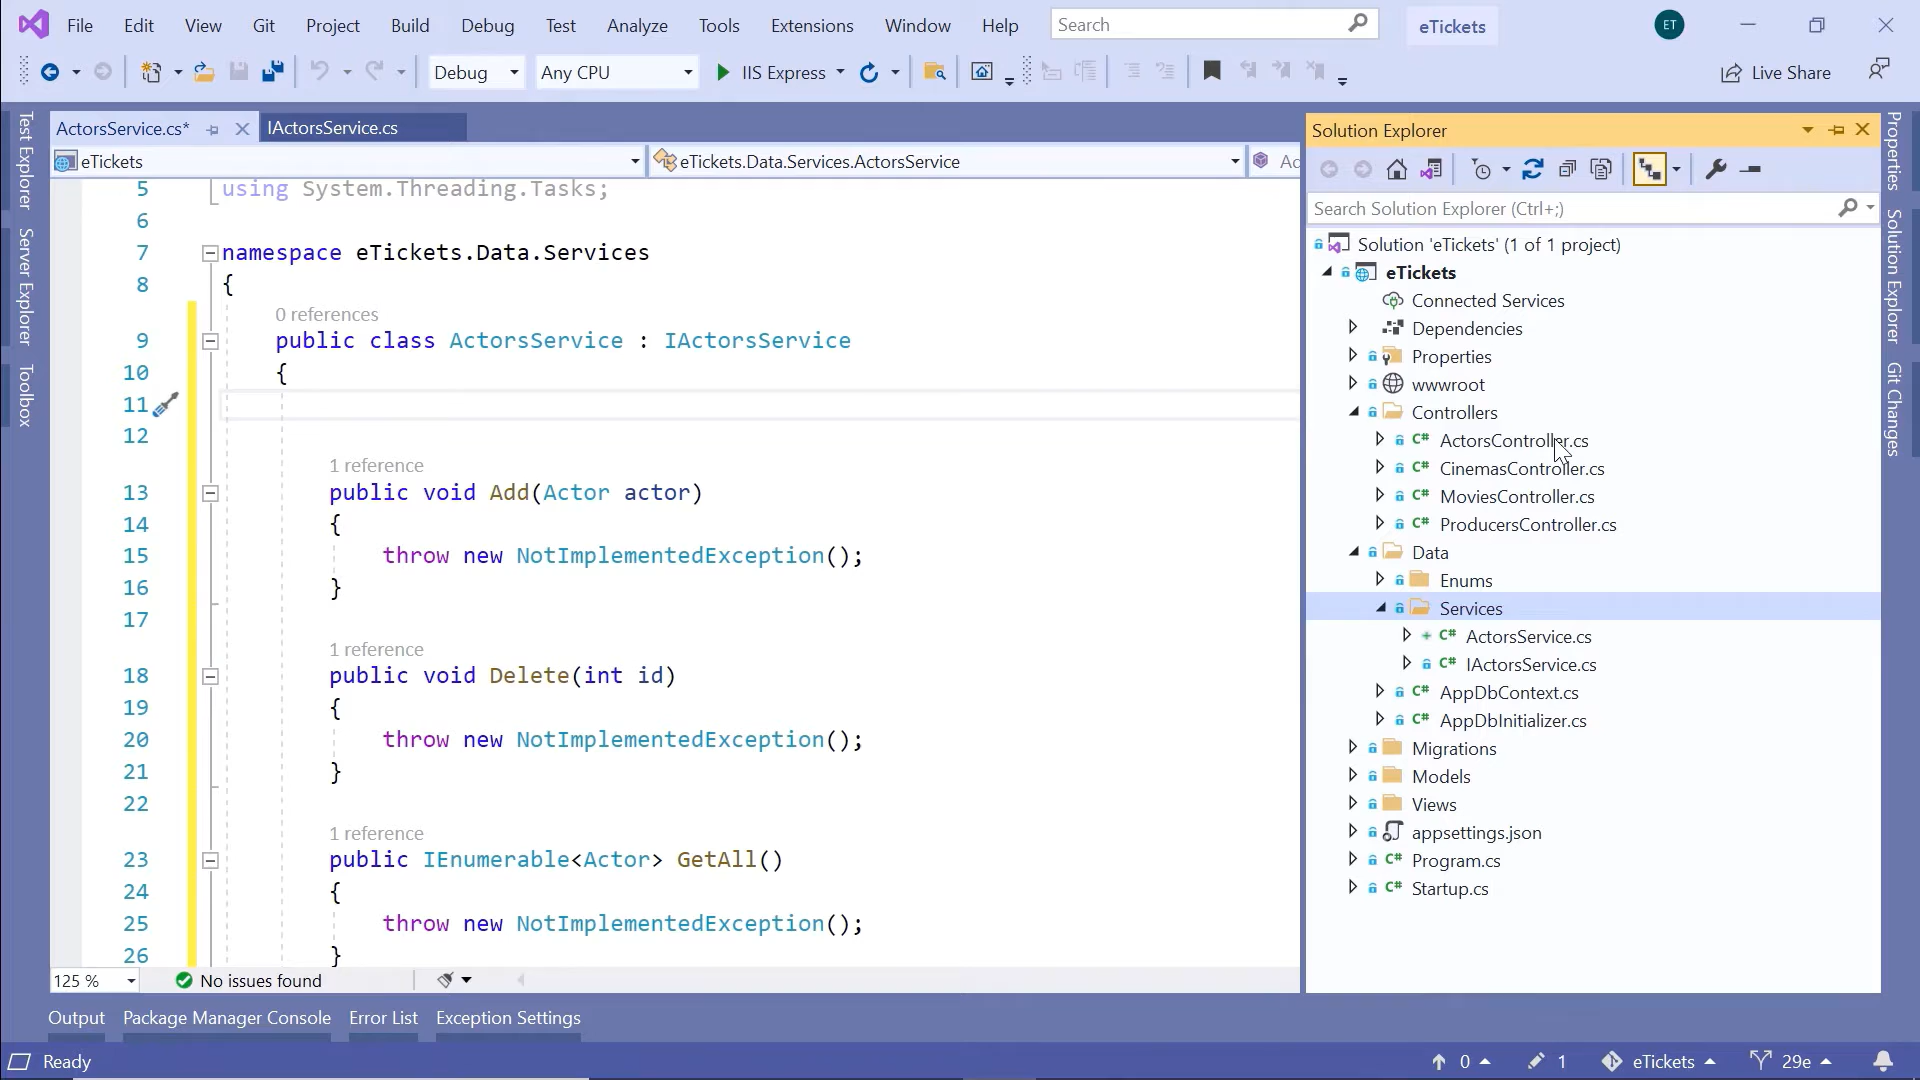 File Edit View Git Project Build Debug Test Analyze Tools Extensions Window Help Search eTickets ET
Debug Any CPU IIS Express Live Share
Test Explorer
Server Explorer
Toolbox
ActorsService.cs* IActorsService.cs
eTickets eTickets.Data.Services.ActorsService
5 using System.Threading.Tasks;
6
7 namespace eTickets.Data.Services
8 {
0 references
9 public class ActorsService : IActorsService
10 {
11
12
1 reference
13 public void Add(Actor actor)
14 {
15 throw new NotImplementedException();
16 }
17
1 reference
18 public void Delete(int id)
19 {
20 throw new NotImplementedException();
21 }
22
1 reference
23 public IEnumerable<Actor> GetAll()
24 {
25 throw new NotImplementedException();
26 }
125 % No issues found
Solution Explorer
Search Solution Explorer (Ctrl+;)
Solution 'eTickets' (1 of 1 project)
eTickets
Connected Services
Dependencies
Properties
wwwroot
Controllers
C# ActorsController.cs
C# CinemasController.cs
C# MoviesController.cs
C# ProducersController.cs
Data
Enums
Services
C# ActorsService.cs
C# IActorsService.cs
C# AppDbContext.cs
C# AppDbInitializer.cs
Migrations
Models
Views
appsettings.json
C# Program.cs
C# Startup.cs
Properties
Solution Explorer
Git Changes
Output Package Manager Console Error List Exception Settings
Ready 0 1 eTickets 29e